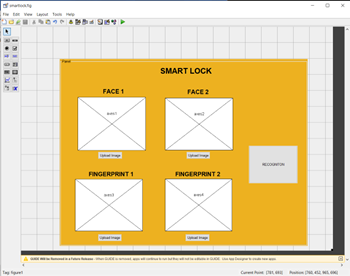 smartlock.fig
File Edit View Layout Tools Help
Panel
SMART LOCK
FACE 1 FACE 2
axes1 axes2
Upload Image Upload Image
RECOGNITION
FINGERPRINT 1 FINGERPRINT 2
axes3 axes4
Upload Image Upload Image
GUIDE Will be Removed in a Future Release - When GUIDE is removed, apps will continue to run but they will not be editable in GUIDE. Use App Designer to create new apps.
Tag: figure1 Current Point: [783, 693] Position: [740, 452, 965, 696]